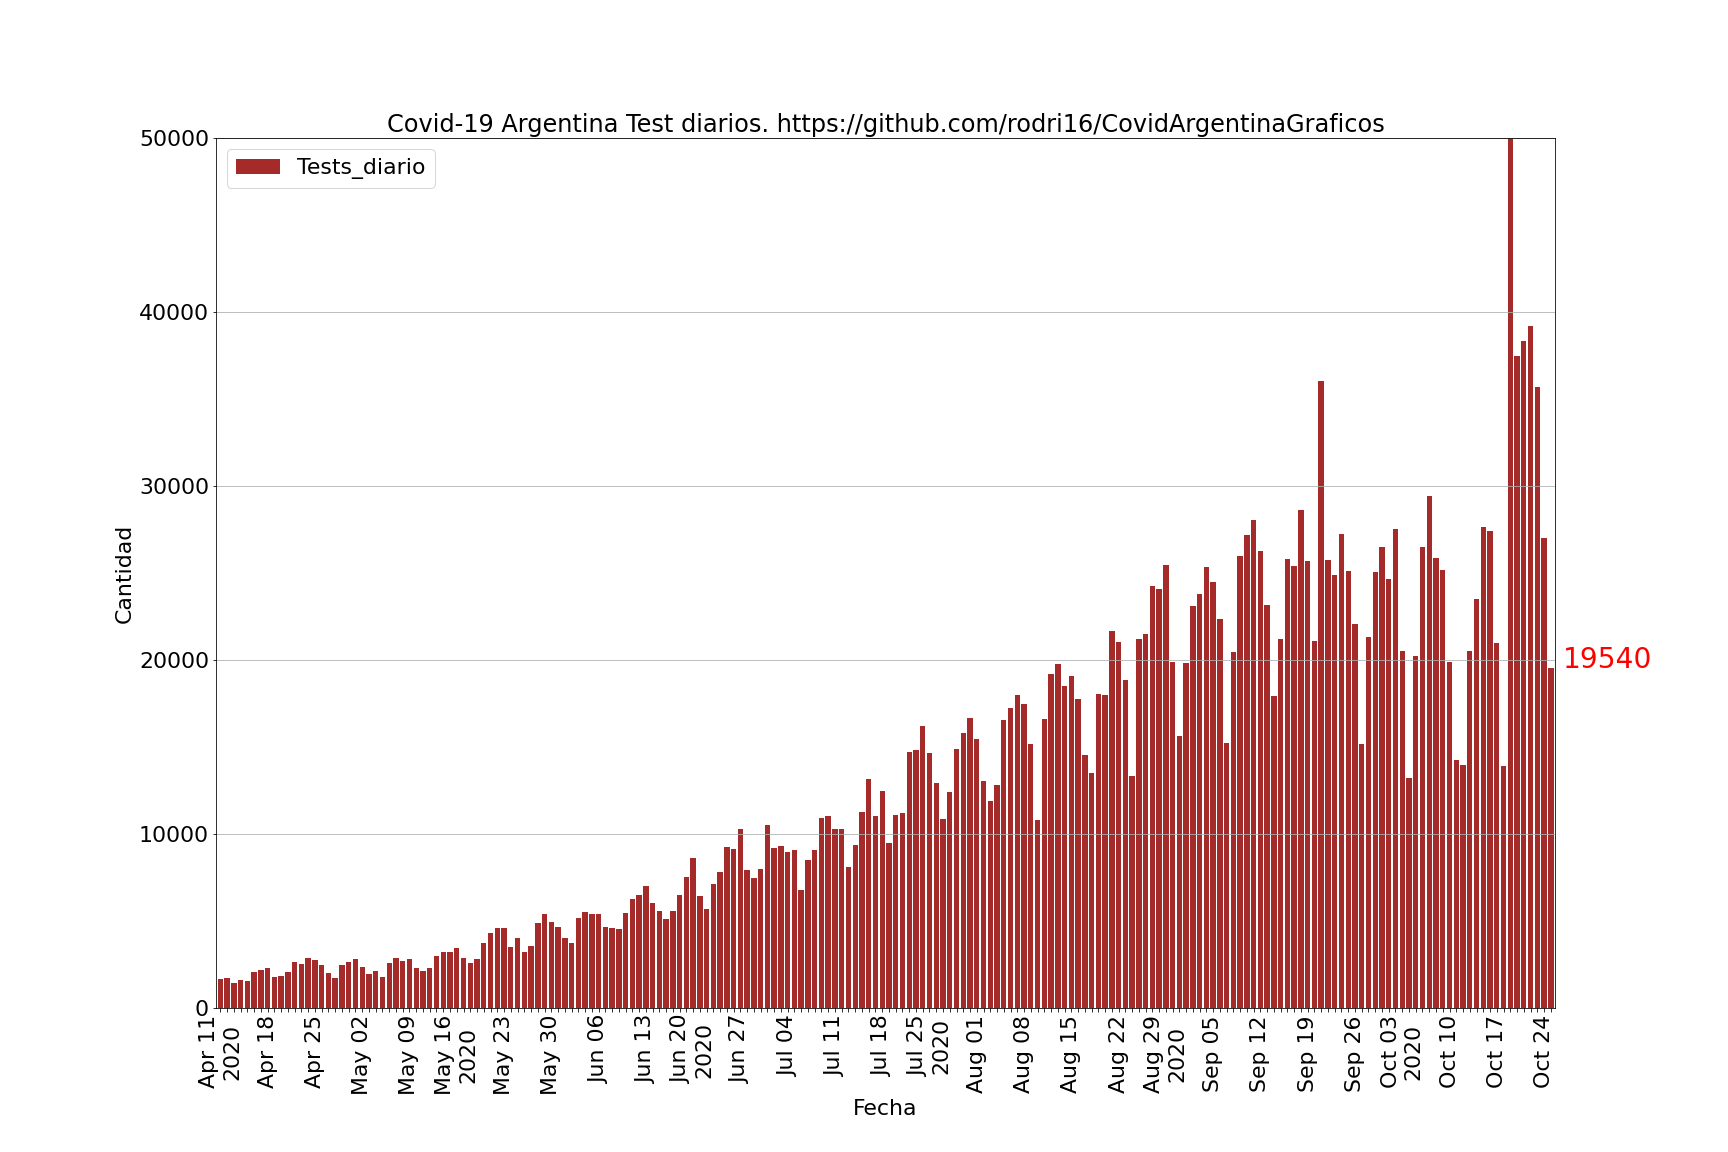 Covid-19 Argentina Test diarios. https://github.com/rodri16/CovidArgentinaGraficos
Tests_diario
50000
40000
30000
20000
10000
0
Cantidad
19540
Apr 11
2020
Apr 18
Apr 25
May 02
May 09
May 16
2020
May 23
May 30
Jun 06
Jun 13
Jun 20
2020
Jun 27
Jul 04
Jul 11
Jul 18
Jul 25
2020
Aug 01
Aug 08
Aug 15
Aug 22
Aug 29
2020
Sep 05
Sep 12
Sep 19
Sep 26
Oct 03
2020
Oct 10
Oct 17
Oct 24
Fecha